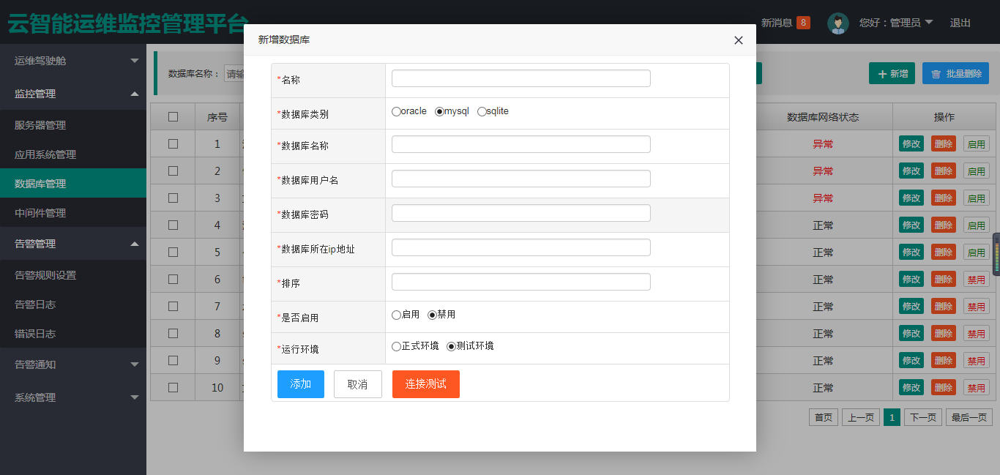 云智能运维监控管理平台
新消息 8 您好：管理员 退出
运维驾驶舱
监控管理
服务器管理
应用系统管理
数据库管理
中间件管理
告警管理
告警规则设置
告警日志
错误日志
告警通知
系统管理
数据库名称：
新增 批量删除
序号 数据库网络状态 操作
1 异常 修改 删除 启用
2 异常 修改 删除 启用
3 异常 修改 删除 启用
4 正常 修改 删除 启用
5 正常 修改 删除 启用
6 正常 修改 删除 禁用
7 正常 修改 删除 禁用
8 正常 修改 删除 禁用
9 正常 修改 删除 禁用
10 正常 修改 删除 禁用
首页 上一页 1 下一页 最后一页
新增数据库
*名称
*数据库类别 oracle mysql sqlite
*数据库名称
*数据库用户名
*数据库密码
*数据库所在ip地址
*排序
*是否启用 启用 禁用
*运行环境 正式环境 测试环境
添加 取消 连接测试